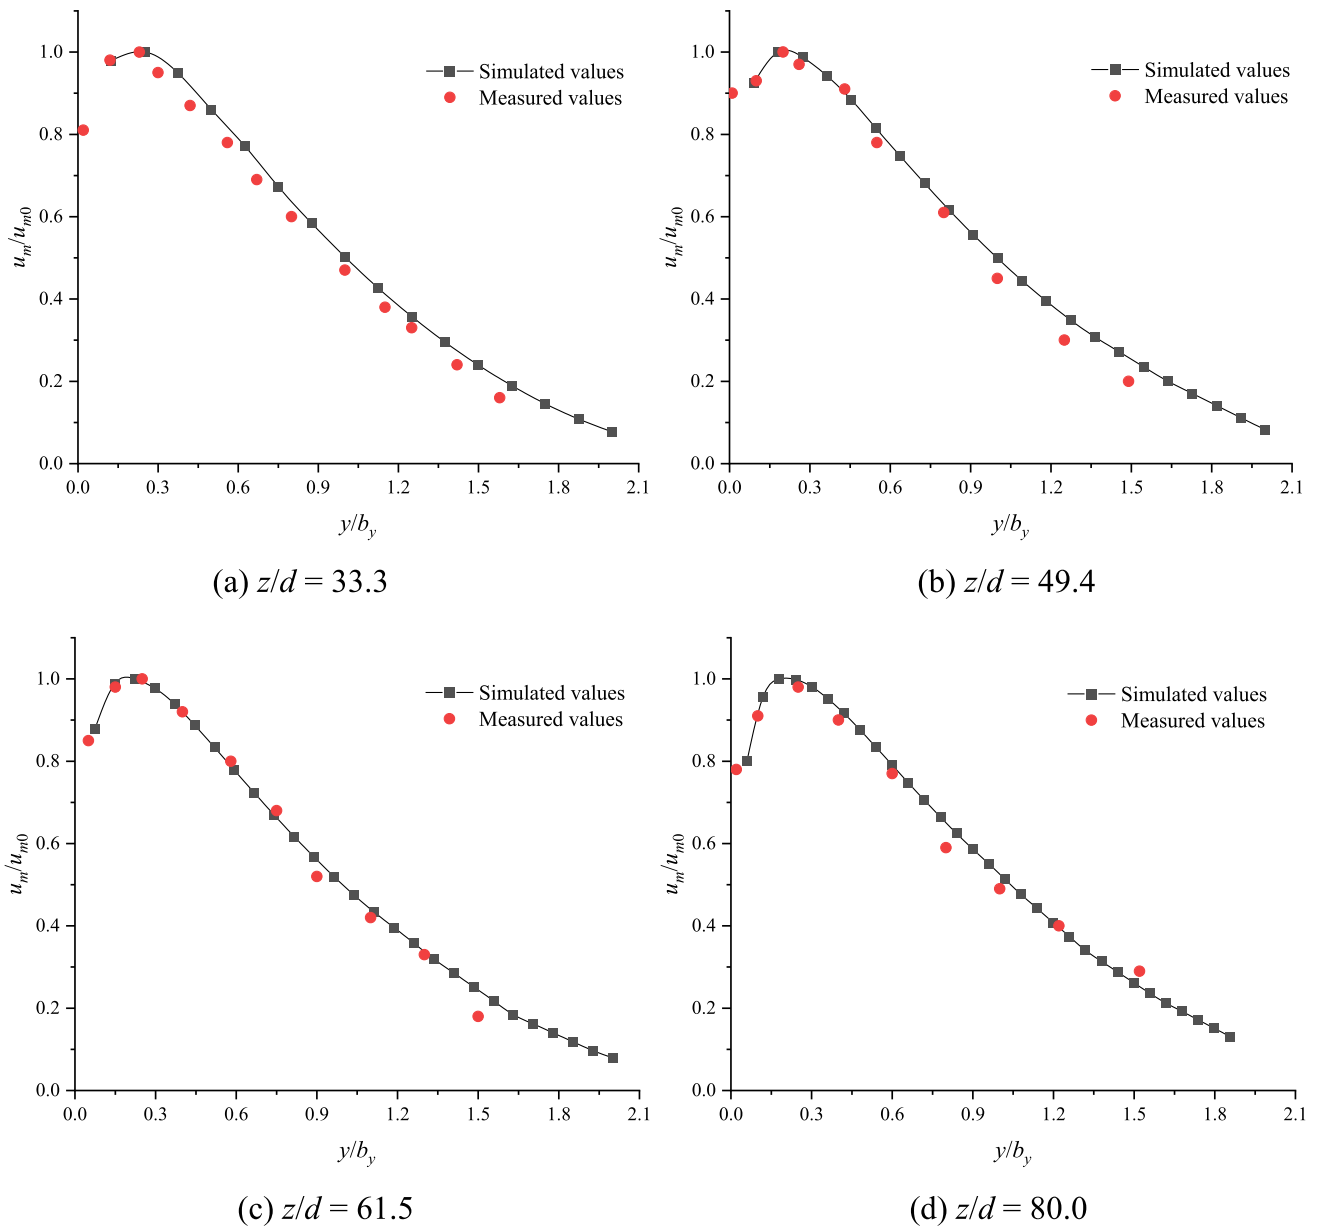 Simulated values
Measured values
1.0
0.8
0.6
0.4
0.2
0.0
u_m/u_m0
0.0 0.3 0.6 0.9 1.2 1.5 1.8 2.1
y/b_y
(a) z/d = 33.3
Simulated values
Measured values
1.0
0.8
0.6
0.4
0.2
0.0
u_m/u_m0
0.0 0.3 0.6 0.9 1.2 1.5 1.8 2.1
y/b_y
(b) z/d = 49.4
Simulated values
Measured values
1.0
0.8
0.6
0.4
0.2
0.0
u_m/u_m0
0.0 0.3 0.6 0.9 1.2 1.5 1.8 2.1
y/b_y
(c) z/d = 61.5
Simulated values
Measured values
1.0
0.8
0.6
0.4
0.2
0.0
u_m/u_m0
0.0 0.3 0.6 0.9 1.2 1.5 1.8 2.1
y/b_y
(d) z/d = 80.0